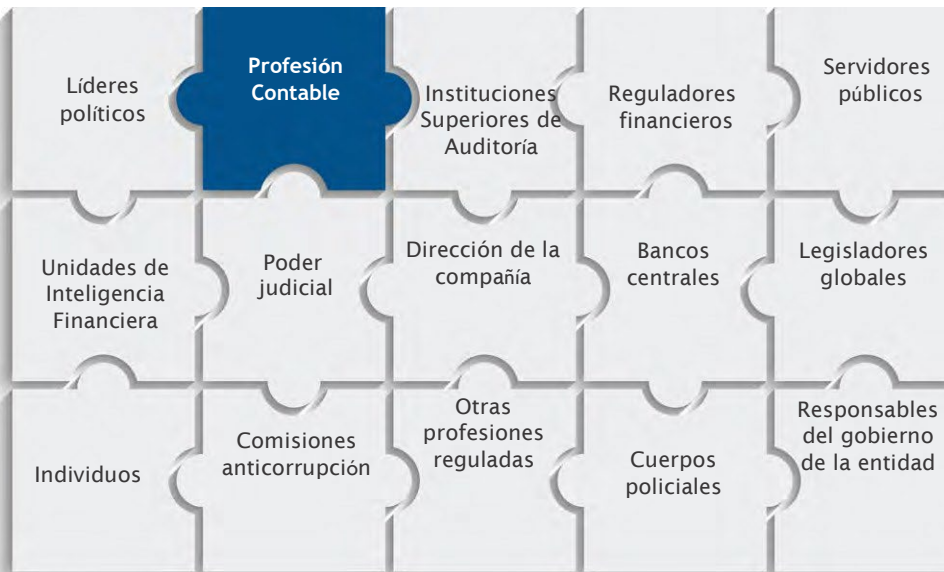 Líderes
políticos
Profesión
Contable
Instituciones
Superiores de
Auditoría
Reguladores
financieros
Servidores
públicos
Unidades de
Inteligencia
Financiera
Poder
judicial
Dirección de la
compañía
Bancos
centrales
Legisladores
globales
Individuos
Comisiones
anticorrupción
Otras
profesiones
reguladas
Cuerpos
policiales
Responsables
del gobierno
de la entidad